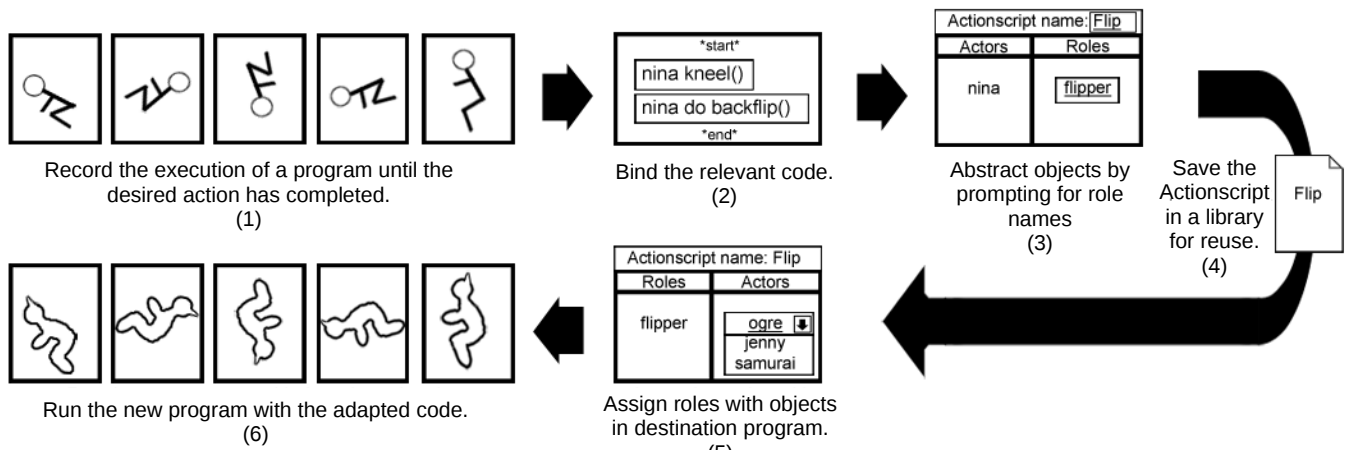 *start*
nina kneel()
nina do backflip()
*end*
Actionscript name: Flip
Actors Roles
nina flipper
Record the execution of a program until the
desired action has completed.
(1)
Bind the relevant code.
(2)
Abstract objects by
prompting for role
names
(3)
Save the
Actionscript
in a library
for reuse.
(4)
Flip
Actionscript name: Flip
Roles Actors
flipper ogre
jenny
samurai
Assign roles with objects
in destination program.
(5)
Run the new program with the adapted code.
(6)